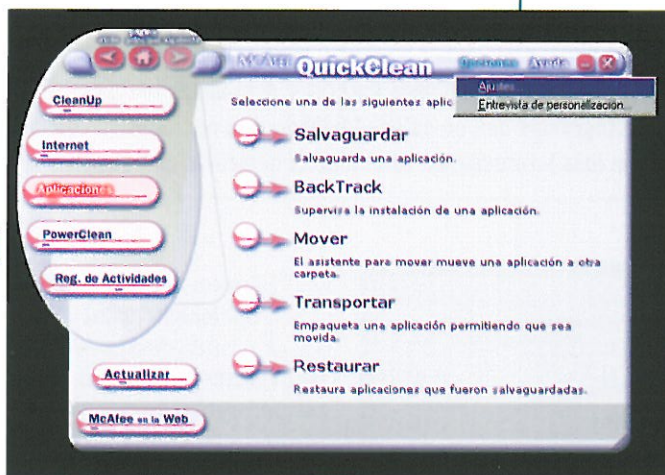 McAfee QuickClean
Opciones Ayuda
Ajustes...
Entrevista de personalización...
CleanUp
Internet
Aplicaciones
PowerClean
Reg. de Actividades
Actualizar
McAfee en la Web
Seleccione una de las siguientes aplic
Salvaguardar
Salvaguarda una aplicación.
BackTrack
Supervisa la instalación de una aplicación.
Mover
El asistente para mover mueve una aplicación a otra
carpeta.
Transportar
Empaqueta una aplicación permitiendo que sea
movida.
Restaurar
Restaura aplicaciones que fueron salvaguardadas.